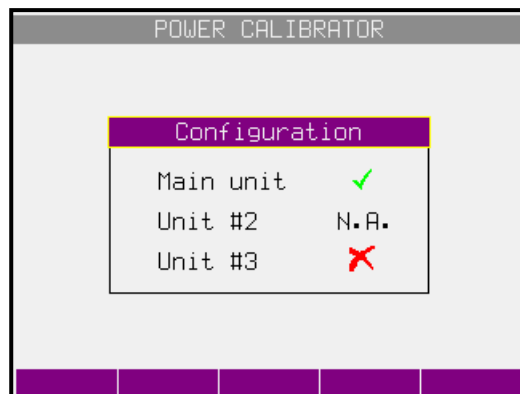 POWER CALIBRATOR
Configuration
Main unit
Unit #2 N.A.
Unit #3